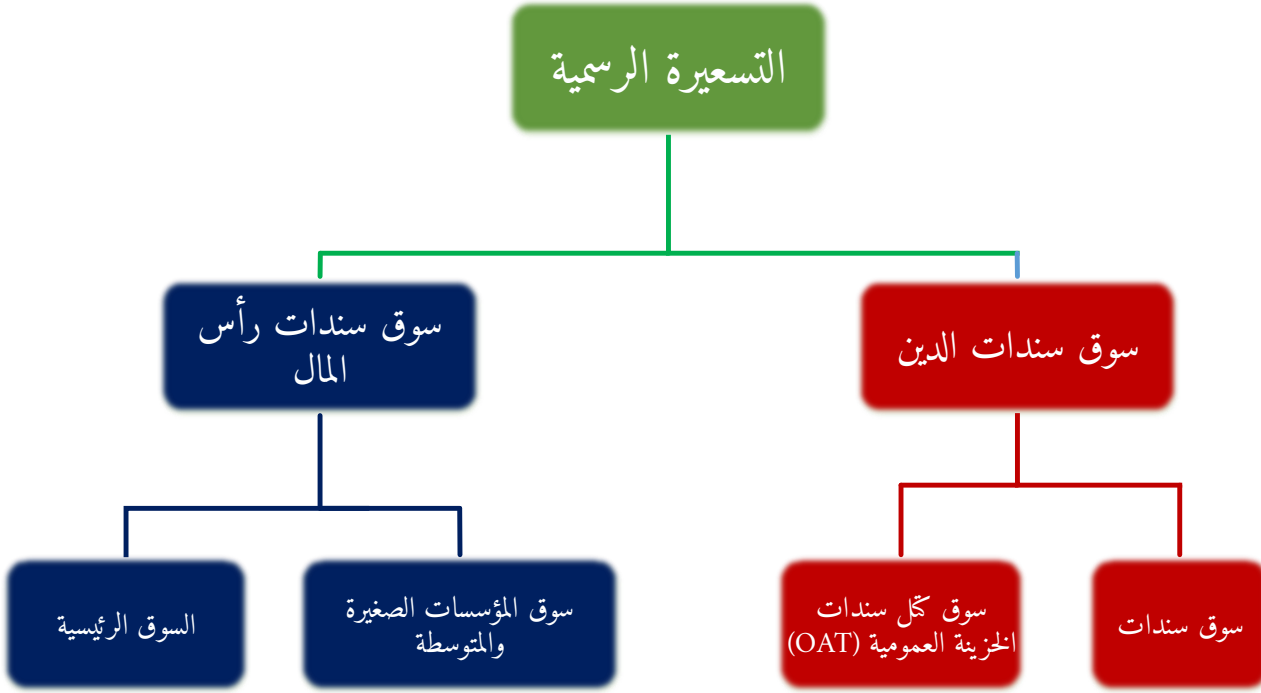 التسعيرة الرسمية
سوق سندات الدين
سوق سندات رأس
المال
سوق سندات
سوق كتل سندات
الخزينة العمومية (OAT)
سوق المؤسسات الصغيرة
والمتوسطة
السوق الرئيسية